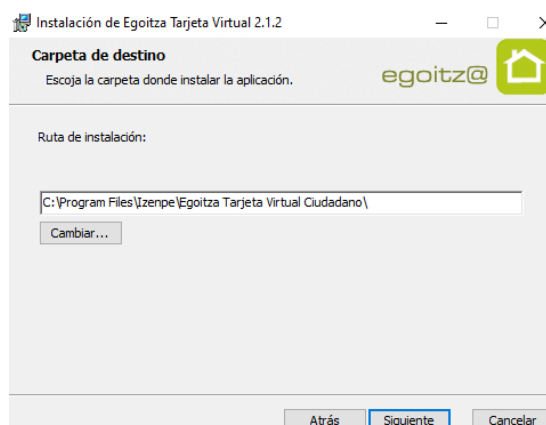 Instalación de Egoitza Tarjeta Virtual 2.1.2
Carpeta de destino
Escoja la carpeta donde instalar la aplicación.
egoitz@
Ruta de instalación:
C:\Program Files\Izenpe\Egoitza Tarjeta Virtual Ciudadano\
Cambiar...
Atrás Siguiente Cancelar